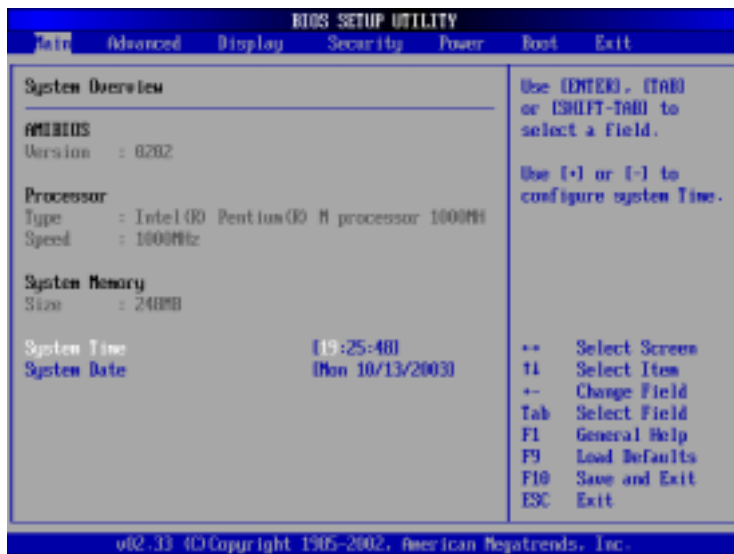 BIOS SETUP UTILITY
Main Advanced Display Security Power Boot Exit
System Overview
AMIBIOS
Version : 0202
Processor
Type : Intel(R) Pentium(R) M processor 1000MH
Speed : 1000MHz
System Memory
Size : 248MB
System Time [19:25:48]
System Date [Mon 10/13/2003]
Use [ENTER], [TAB]
or [SHIFT-TAB] to
select a field.
Use [+] or [-] to
configure system Time.
↔ Select Screen
↑↓ Select Item
+- Change Field
Tab Select Field
F1 General Help
F9 Load Defaults
F10 Save and Exit
ESC Exit
v02.33 (C)Copyright 1985-2002, American Megatrends, Inc.